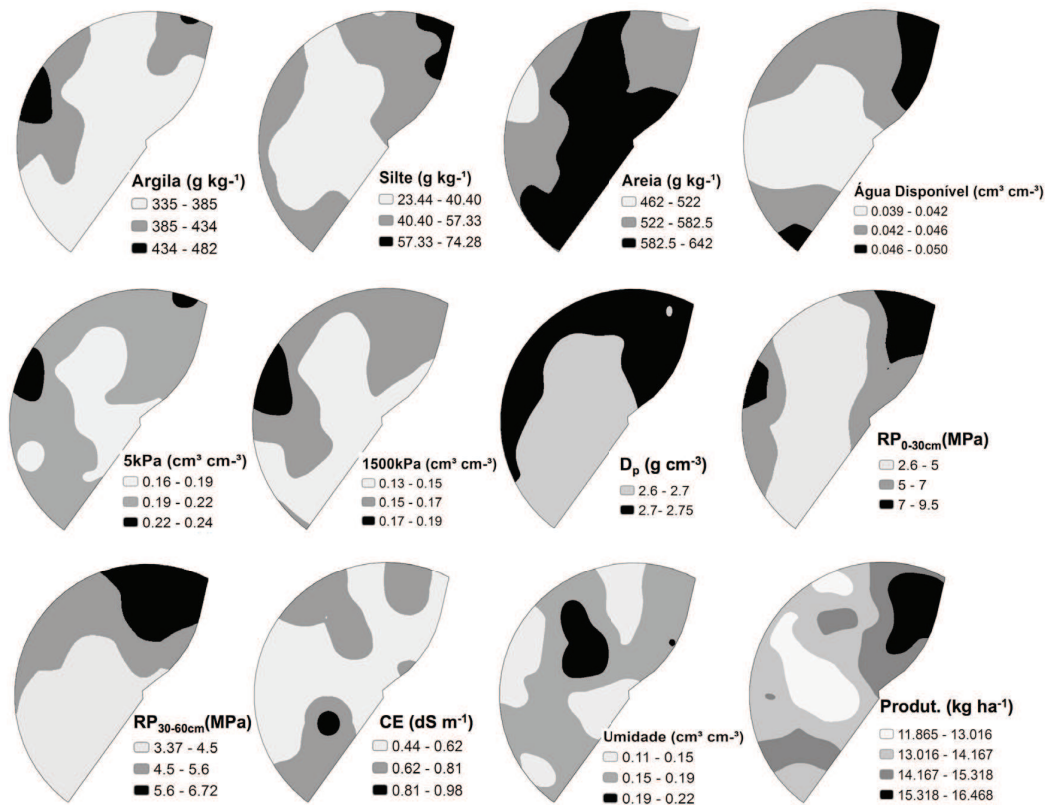 Argila (g kg-¹)
335 - 385
385 - 434
434 - 482
Silte (g kg-¹)
23.44 - 40.40
40.40 - 57.33
57.33 - 74.28
Areia (g kg-¹)
462 - 522
522 - 582.5
582.5 - 642
Água Disponível (cm³ cm-³)
0.039 - 0.042
0.042 - 0.046
0.046 - 0.050
5kPa (cm³ cm-³)
0.16 - 0.19
0.19 - 0.22
0.22 - 0.24
1500kPa (cm³ cm-³)
0.13 - 0.15
0.15 - 0.17
0.17 - 0.19
Dp (g cm-³)
2.6 - 2.7
2.7- 2.75
RP0-30cm(MPa)
2.6 - 5
5 - 7
7 - 9.5
RP30-60cm(MPa)
3.37 - 4.5
4.5 - 5.6
5.6 - 6.72
CE (dS m-¹)
0.44 - 0.62
0.62 - 0.81
0.81 - 0.98
Umidade (cm³ cm-³)
0.11 - 0.15
0.15 - 0.19
0.19 - 0.22
Produt. (kg ha-¹)
11.865 - 13.016
13.016 - 14.167
14.167 - 15.318
15.318 - 16.468